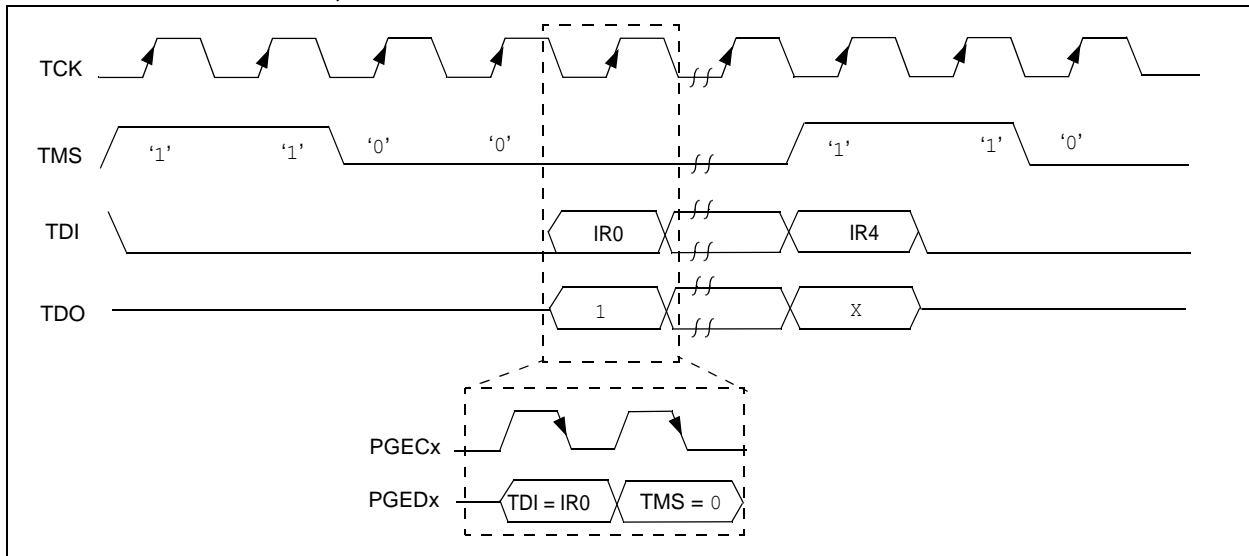 TCK
TMS ‘1’ ‘1’ ‘0’ ‘0’ ‘1’ ‘1’ ‘0’
TDI IR0 IR4
TDO 1 X
PGECx
PGEDx TDI = IR0 TMS = 0